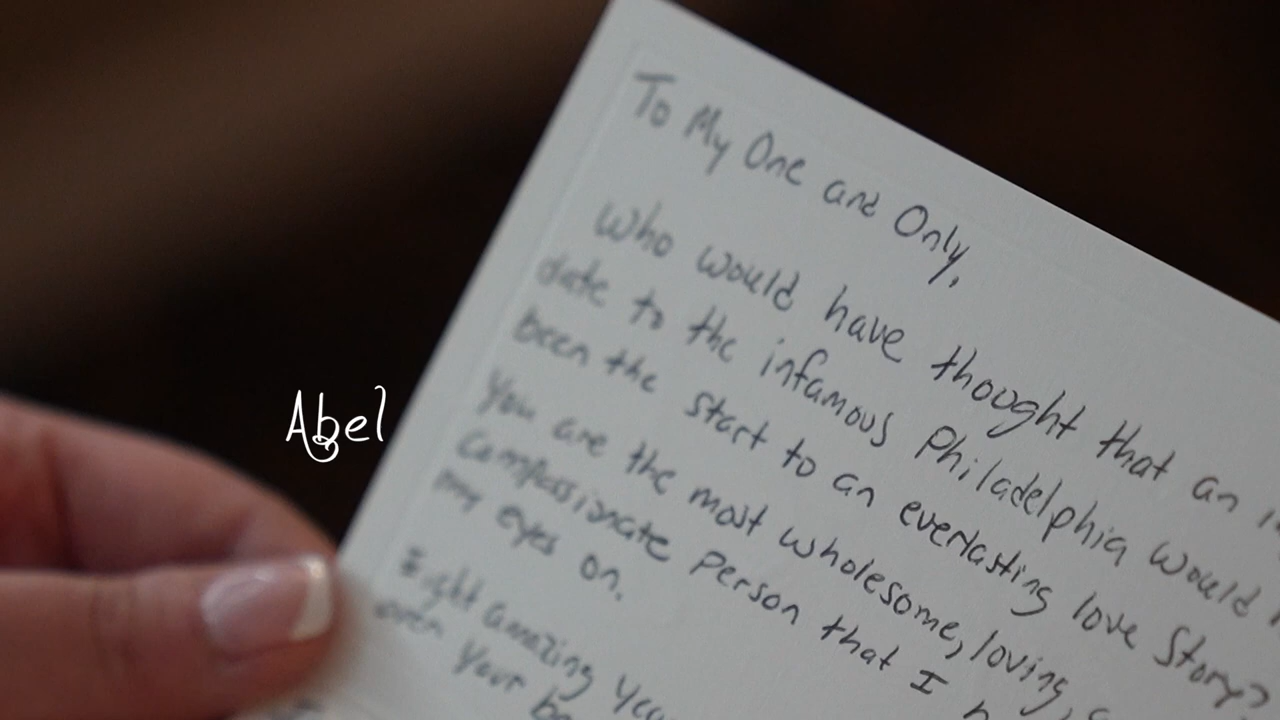 To My One and Only,
Who would have thought that an
date to the infamous Philadelphia would
been the start to an everlasting love story?
You are the most wholesome, loving,
compassionate person that I
my eyes on.
Eight amazing
over your
Abel